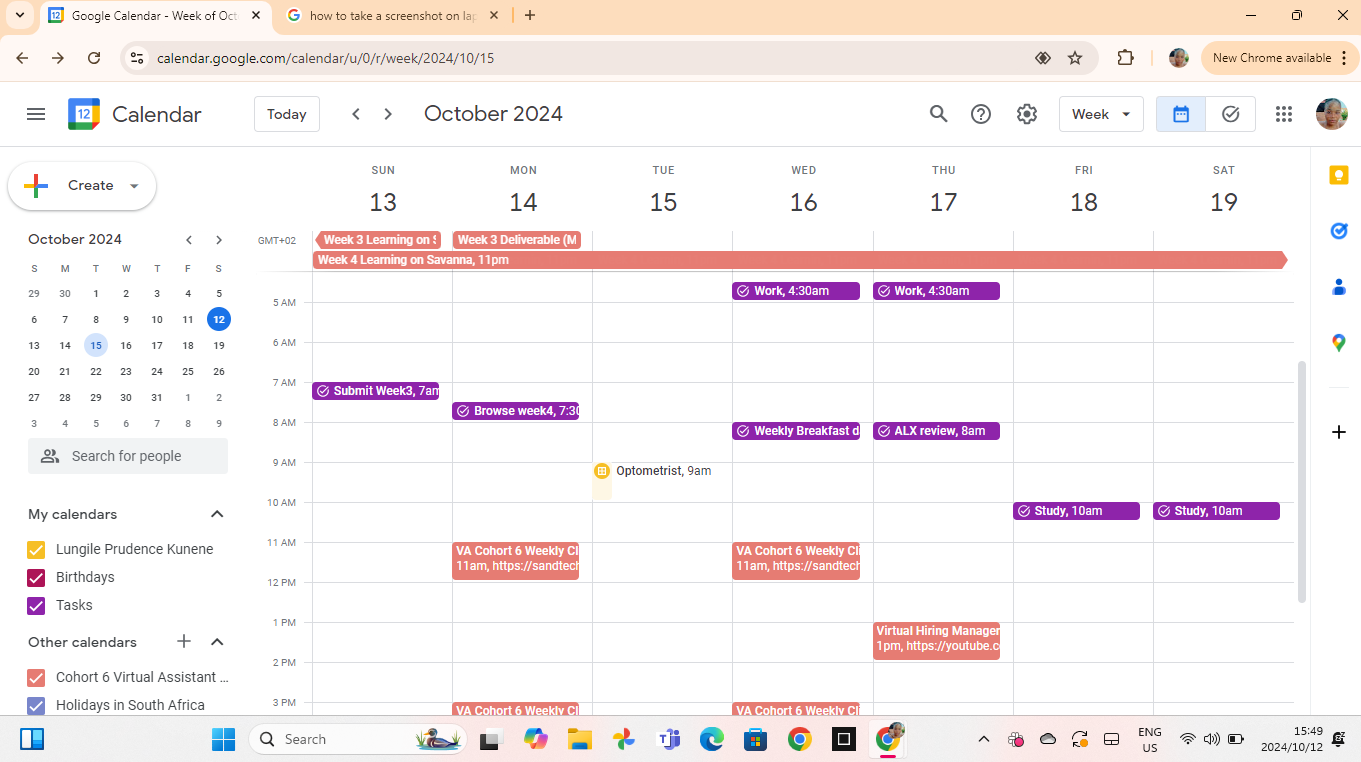 Google Calendar - Week of Oct
how to take a screenshot on lap
calendar.google.com/calendar/u/0/r/week/2024/10/15
New Chrome available
12
Calendar
Today
October 2024
Week
Create
October 2024
S M T W T F S
29 30 1 2 3 4 5
6 7 8 9 10 11 12
13 14 15 16 17 18 19
20 21 22 23 24 25 26
27 28 29 30 31 1 2
3 4 5 6 7 8 9
Search for people
My calendars
Lungile Prudence Kunene
Birthdays
Tasks
Other calendars
Cohort 6 Virtual Assistant ...
Holidays in South Africa
SUN MON TUE WED THU FRI SAT
13 14 15 16 17 18 19
GMT+02
Week 3 Learning on S
Week 3 Deliverable (M
Week 4 Learning on Savanna, 11pm
Work, 4:30am
Work, 4:30am
5 AM
6 AM
7 AM
Submit Week3, 7am
Browse week4, 7:30
8 AM
Weekly Breakfast d
ALX review, 8am
9 AM
Optometrist, 9am
10 AM
Study, 10am
Study, 10am
11 AM
VA Cohort 6 Weekly Cli
11am, https://sandtech
VA Cohort 6 Weekly Cli
11am, https://sandtech
12 PM
1 PM
Virtual Hiring Manager
1pm, https://youtube.c
2 PM
3 PM
VA Cohort 6 Weekly Cli
VA Cohort 6 Weekly Cli
Search
ENG
US
15:49
2024/10/12